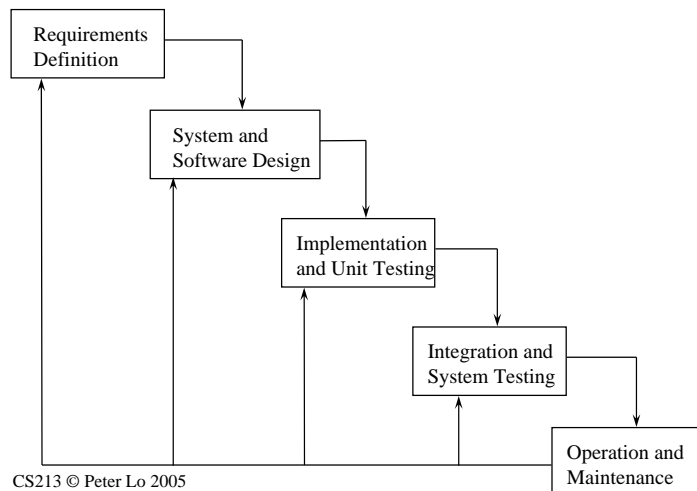 Requirements
Definition
System and
Software Design
Implementation
and Unit Testing
Integration and
System Testing
Operation and
Maintenance
CS213 © Peter Lo 2005